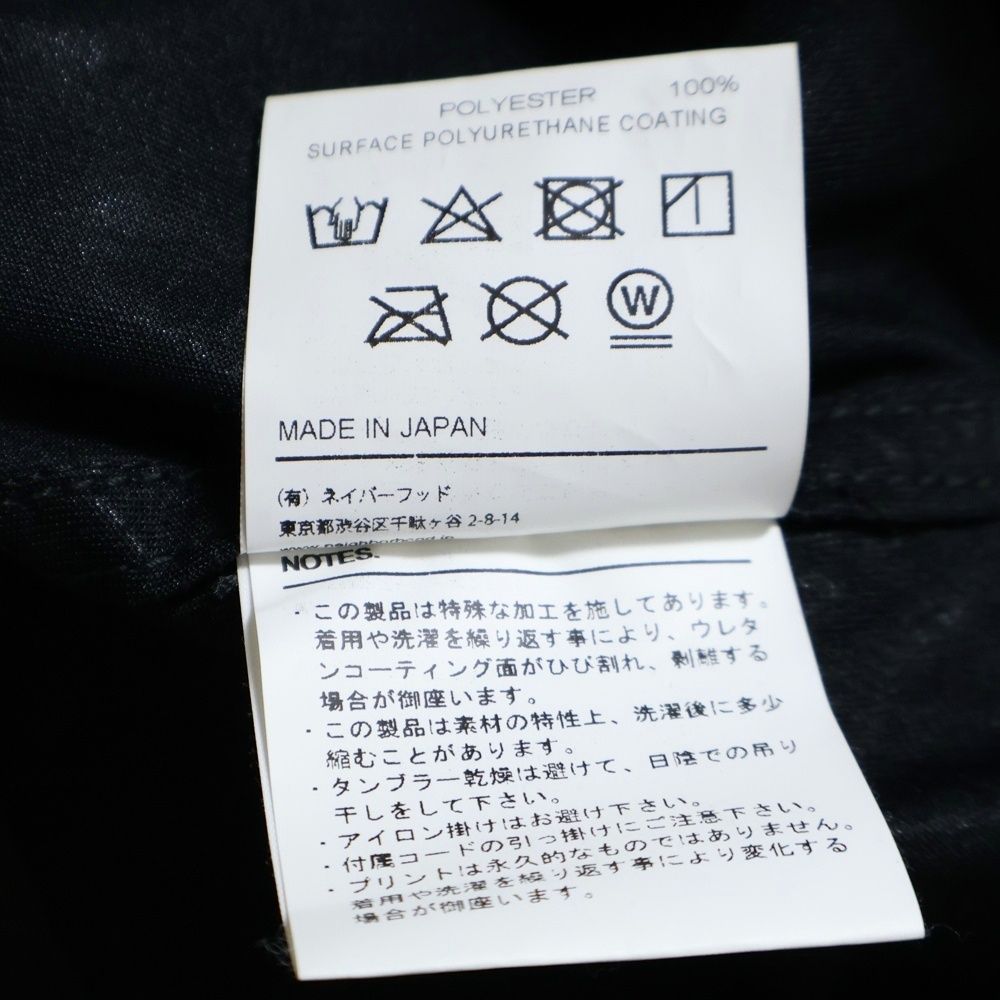 POLYESTER 100%
SURFACE POLYURETHANE COATING
W
MADE IN JAPAN
(有) ネイバーフッド
東京都渋谷区千駄ヶ谷 2-8-14
www.neighborhood.jp
NOTES.
・この製品は特殊な加工を施してあります。
着用や洗濯を繰り返す事により、ウレタ
ンコーティング面がひび割れ、剥離する
場合が御座います。
・この製品は素材の特性上、洗濯後に多少
縮むことがあります。
・タンブラー乾燥は避けて、日陰での吊り
干しをして下さい。
・アイロン掛けはお避け下さい。
・付属コードの引っ掛けにご注意下さい。
・プリントは永久的なものではありません。
着用や洗濯を繰り返す事により変化する
場合が御座います。